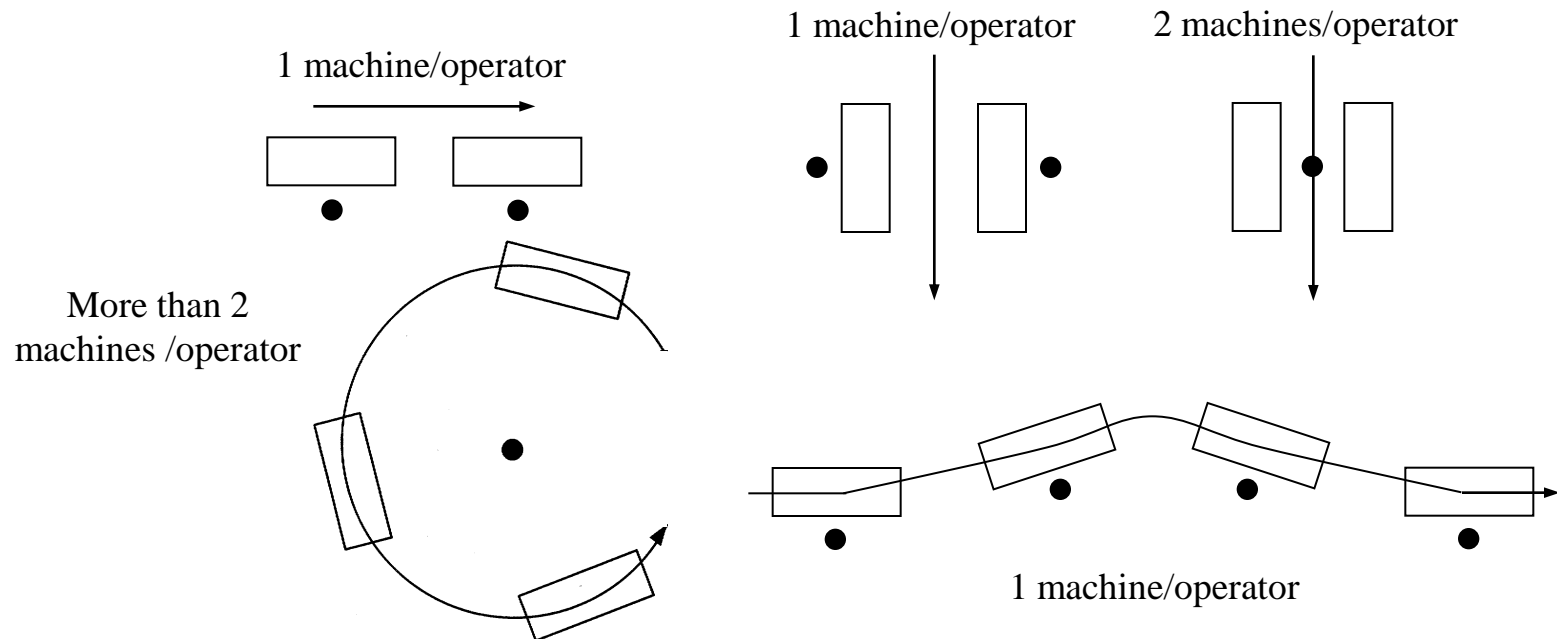 1 machine/operator
1 machine/operator
2 machines/operator
More than 2
machines /operator
1 machine/operator